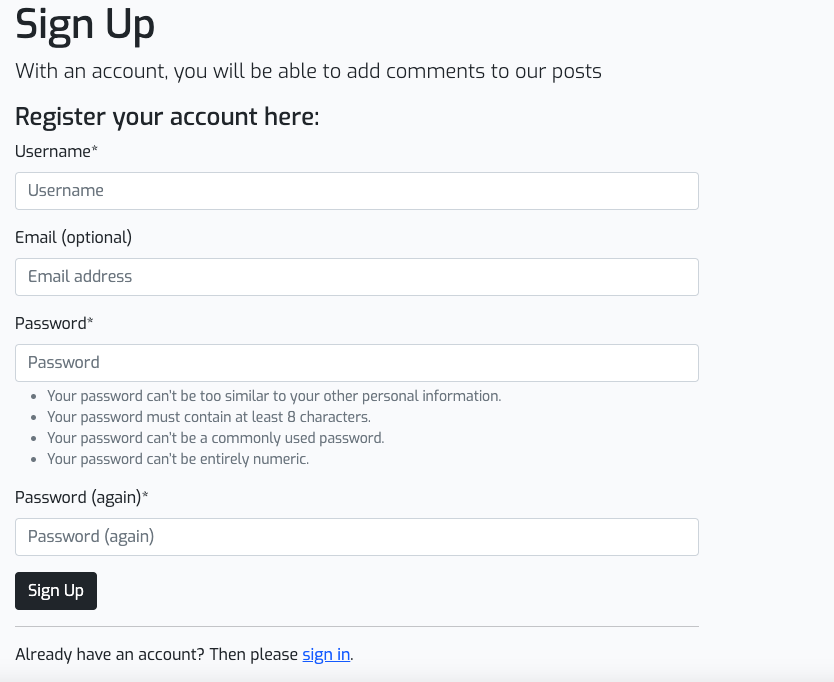 Sign Up
With an account, you will be able to add comments to our posts
Register your account here:
Username*
Username
Email (optional)
Email address
Password*
Password
• Your password can't be too similar to your other personal information.
• Your password must contain at least 8 characters.
• Your password can't be a commonly used password.
• Your password can't be entirely numeric.
Password (again)*
Password (again)
Sign Up
Already have an account? Then please sign in.